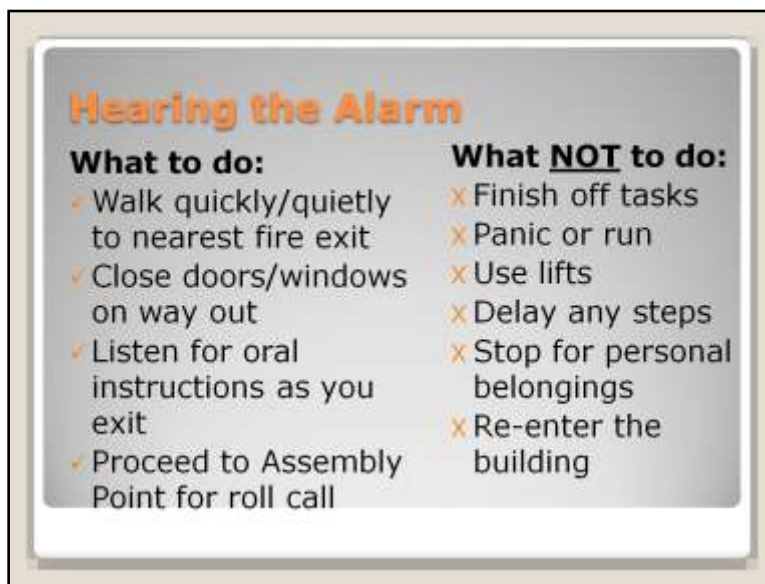 Hearing the Alarm
What to do:
✓Walk quickly/quietly
to nearest fire exit
✓Close doors/windows
on way out
✓Listen for oral
instructions as you
exit
✓Proceed to Assembly
Point for roll call
What NOT to do:
x Finish off tasks
x Panic or run
x Use lifts
x Delay any steps
x Stop for personal
belongings
x Re-enter the
building